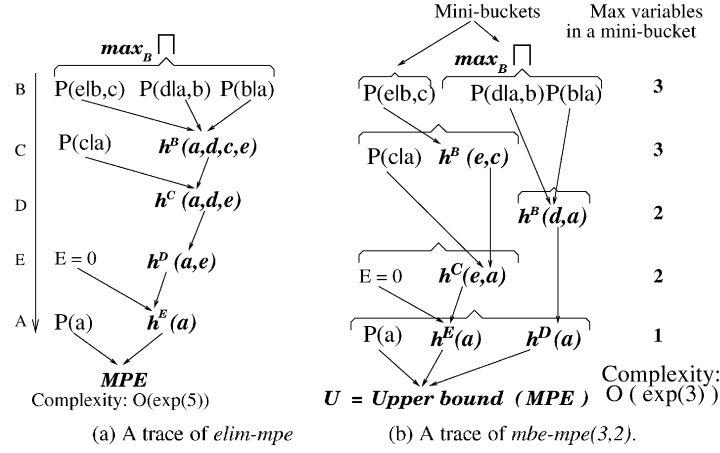 max_B ∏
B P(e|b,c) P(d|a,b) P(b|a)
C P(c|a) h^B (a,d,c,e)
D h^C (a,d,e)
E E = 0 h^D (a,e)
A P(a) h^E (a)
MPE
Complexity: O(exp(5))
(a) A trace of elim-mpe
Mini-buckets
Max variables
in a mini-bucket
max_B ∏
P(e|b,c) P(d|a,b) P(b|a) 3
P(c|a) h^B (e,c) 3
h^B (d,a) 2
E = 0 h^C (e,a) 2
P(a) h^E (a) h^D (a) 1
U = Upper bound (MPE)
Complexity:
O ( exp(3) )
(b) A trace of mbe-mpe(3,2).